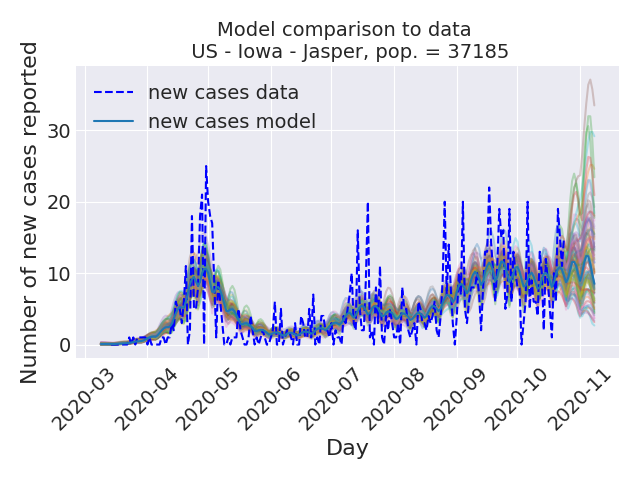 Model comparison to data
US - Iowa - Jasper, pop. = 37185
Number of new cases reported
new cases data
new cases model
30
20
10
0
2020-03
2020-04
2020-05
2020-06
2020-07
2020-08
2020-09
2020-10
2020-11
Day